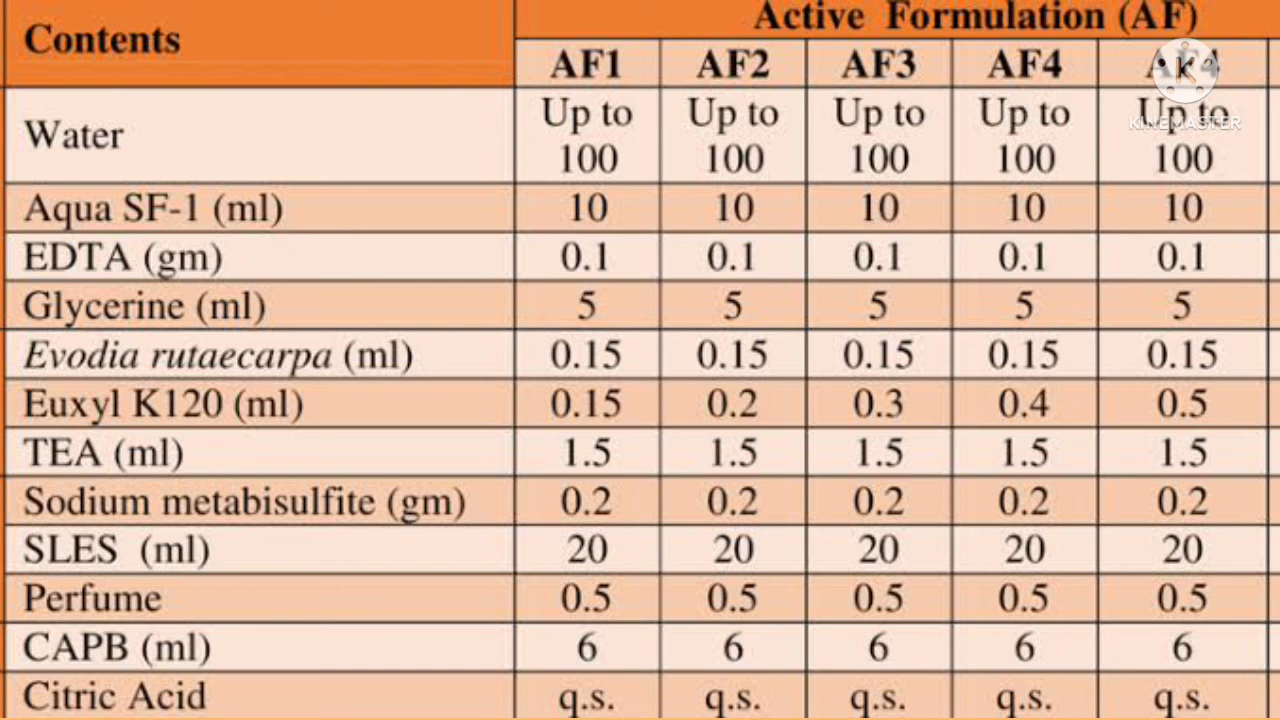 Active Formulation (AF)
Contents
AF1 AF2 AF3 AF4 AF4
Water Up to 100 Up to 100 Up to 100 Up to 100 Up to 100
KINEMASTER
Aqua SF-1 (ml) 10 10 10 10 10
EDTA (gm) 0.1 0.1 0.1 0.1 0.1
Glycerine (ml) 5 5 5 5 5
Evodia rutaecarpa (ml) 0.15 0.15 0.15 0.15 0.15
Euxyl K120 (ml) 0.15 0.2 0.3 0.4 0.5
TEA (ml) 1.5 1.5 1.5 1.5 1.5
Sodium metabisulfite (gm) 0.2 0.2 0.2 0.2 0.2
SLES (ml) 20 20 20 20 20
Perfume 0.5 0.5 0.5 0.5 0.5
CAPB (ml) 6 6 6 6 6
Citric Acid q.s. q.s. q.s. q.s. q.s.